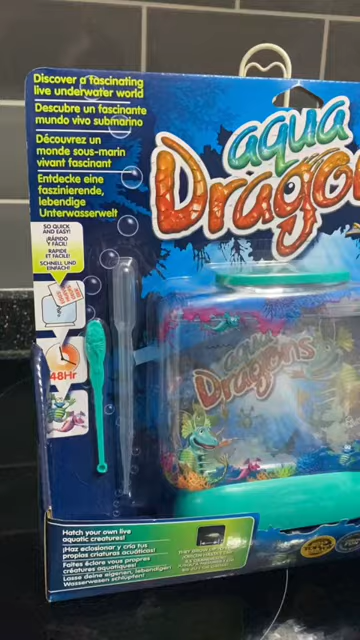 Discover a fascinating
live underwater world
Descubre un fascinante
mundo vivo submarino
Découvrez un
monde sous-marin
vivant fascinant
Entdecke eine
faszinierende,
lebendige
Unterwasserwelt
aqua
Dragons
SO QUICK
AND EASY!
¡RÁPIDO
Y FÁCIL!
RAPIDE
ET FACILE!
SCHNELL UND
EINFACH!
48Hr
aqua
Dragons
Hatch your own live
aquatic creatures!
¡Haz eclosionar y cría tus
propias criaturas acuáticas!
Faites éclore vous propres
créatures aquatiques!
Lasse deine eigenen, lebendigen
Wasserwesen schlüpfen!